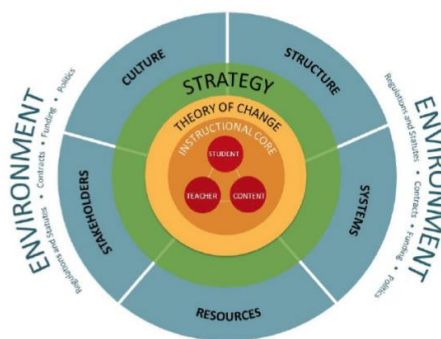 CULTURE
STRUCTURE
STRATEGY
THEORY OF CHANGE
INSTRUCTIONAL CORE
STUDENT
TEACHER
CONTENT
STAKEHOLDERS
SYSTEMS
RESOURCES
ENVIRONMENT
Regulations and Statutes • Contracts • Funding • Politics
ENVIRONMENT
Regulations and Statutes • Contracts • Funding • Politics